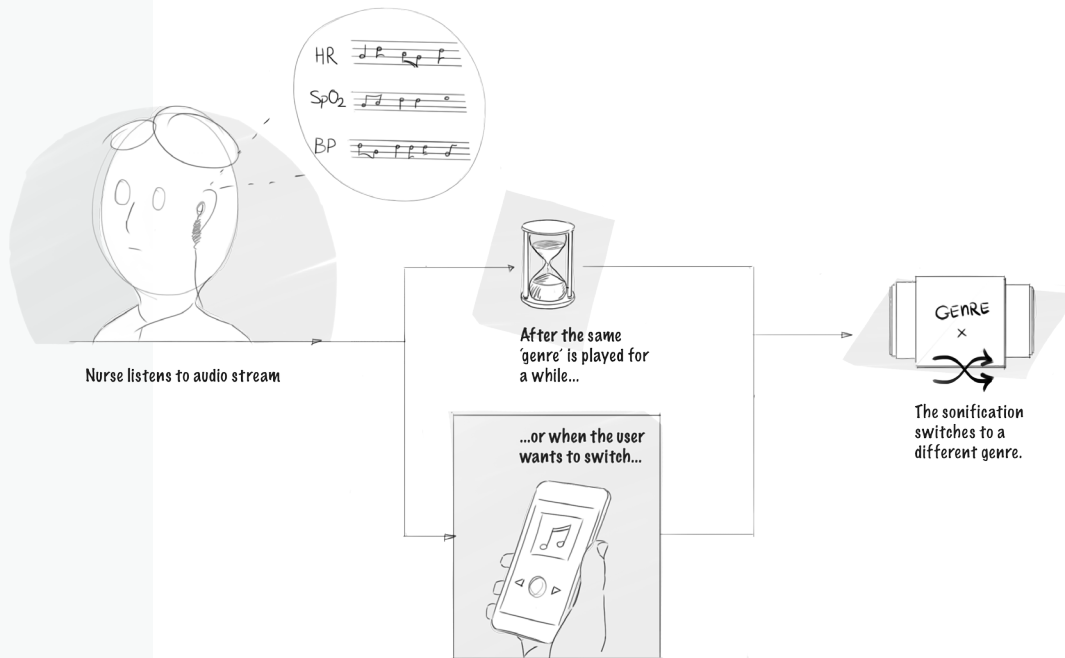 HR
SpO2
BP
Nurse listens to audio stream
After the same
'genre' is played for
a while...
...or when the user
wants to switch...
GENRE
The sonification
switches to a
different genre.